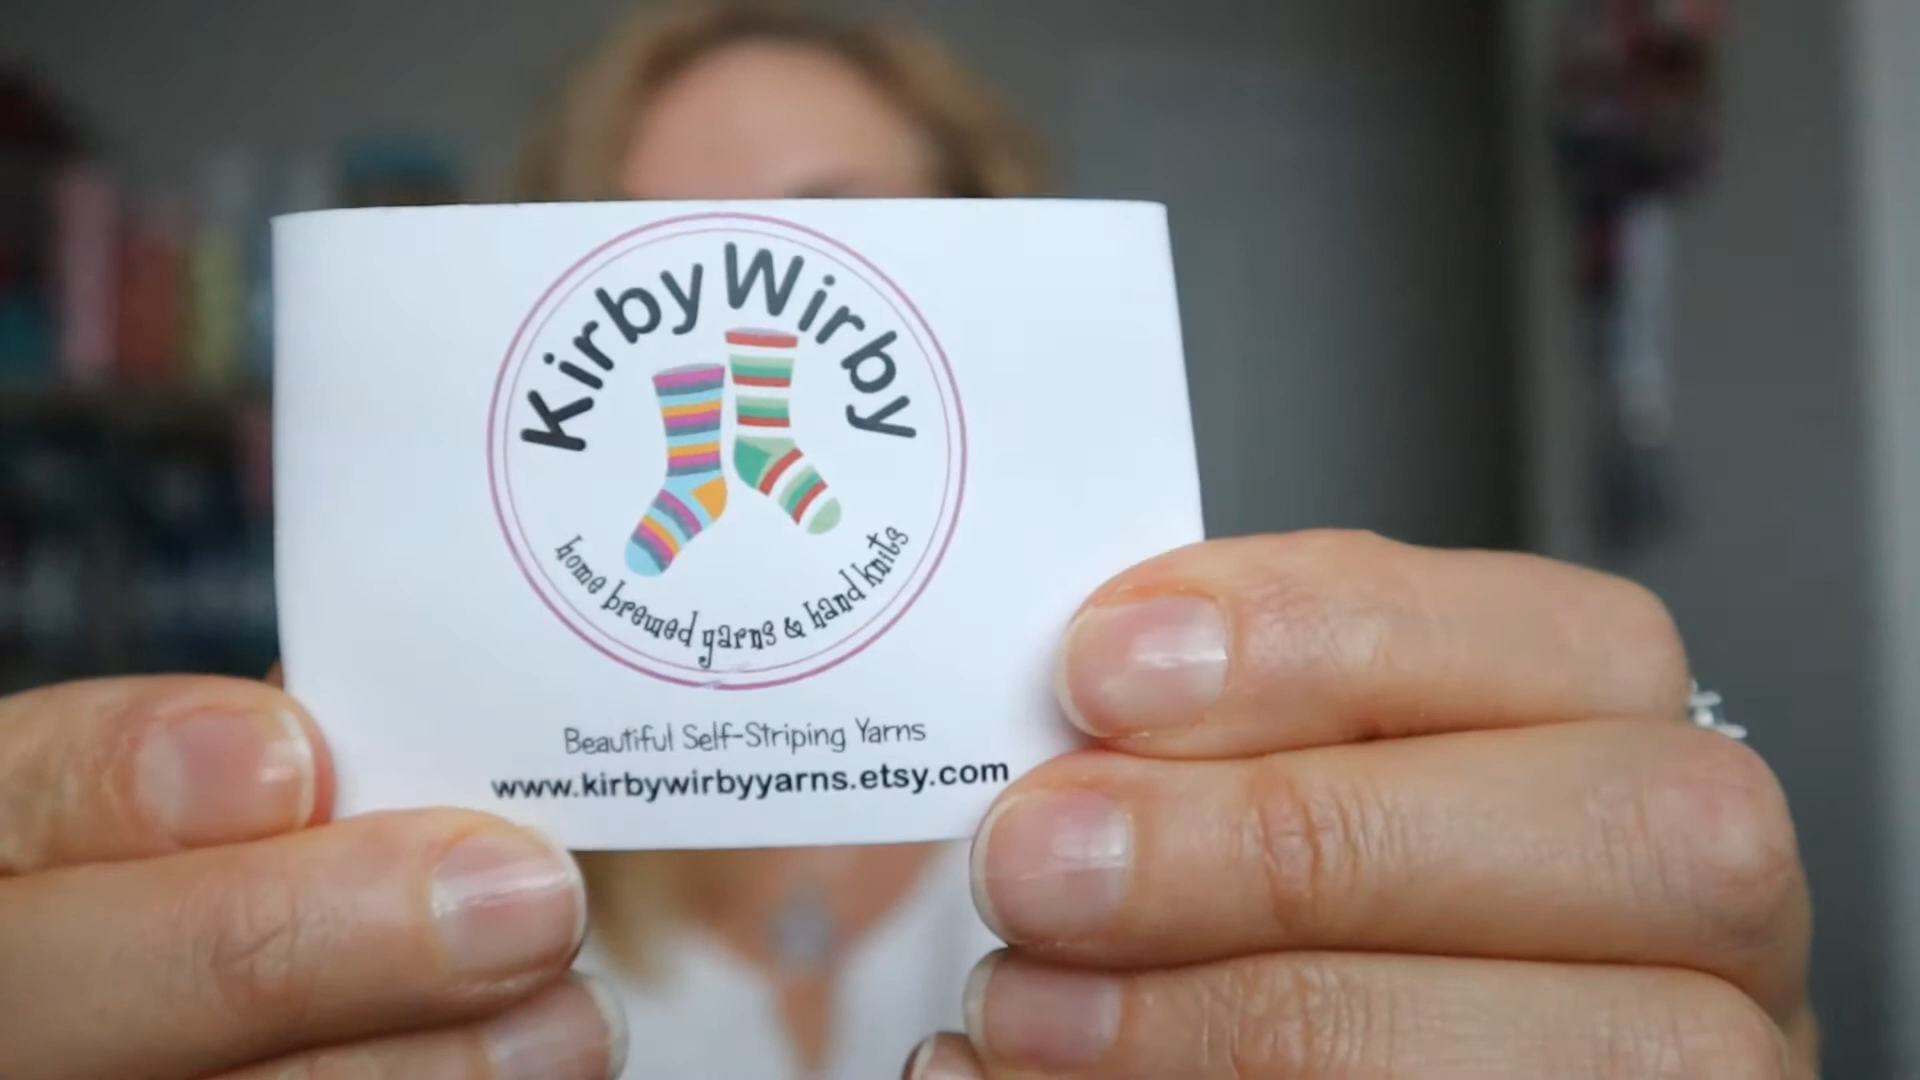 KirbyWirby
home brewed yarns & hand knits
Beautiful Self-Striping Yarns
www.kirbywirbyyarns.etsy.com